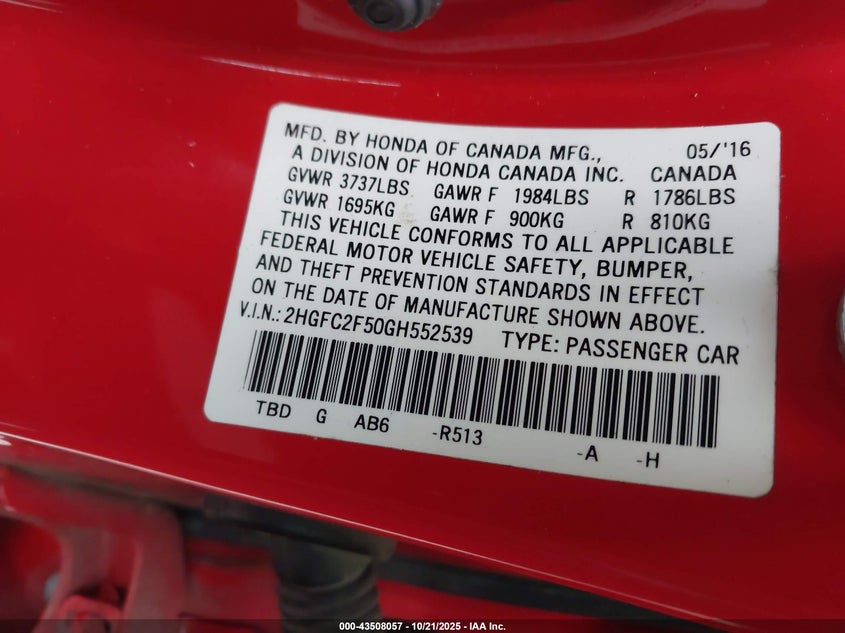 MFD. BY HONDA OF CANADA MFG., 05/'16
A DIVISION OF HONDA CANADA INC. CANADA
GVWR 3737LBS GAWR F 1984LBS R 1786LBS
GVWR 1695KG GAWR F 900KG R 810KG
THIS VEHICLE CONFORMS TO ALL APPLICABLE
FEDERAL MOTOR VEHICLE SAFETY, BUMPER,
AND THEFT PREVENTION STANDARDS IN EFFECT
ON THE DATE OF MANUFACTURE SHOWN ABOVE.
V.I.N.: 2HGFC2F50GH552539 TYPE: PASSENGER CAR
TBD G AB6 -R513 -A -H
000-43508057 - 10/21/2025 - IAA Inc.